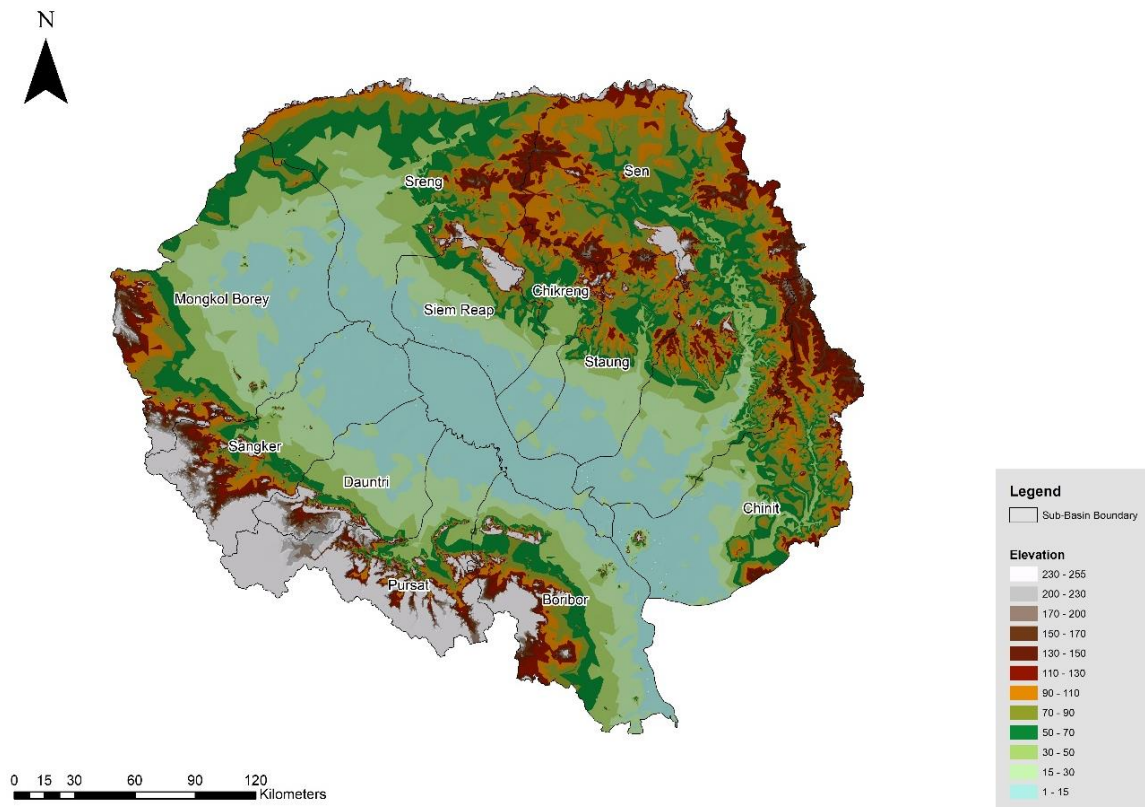 N
Sreng
Sen
Mongkol Borey
Siem Reap
Chikreng
Staung
Sangker
Dauntri
Chinit
Pursat
Boribor
0 15 30 60 90 120
Kilometers
Legend
Sub-Basin Boundary
Elevation
230 - 255
200 - 230
170 - 200
150 - 170
130 - 150
110 - 130
90 - 110
70 - 90
50 - 70
30 - 50
15 - 30
1 - 15